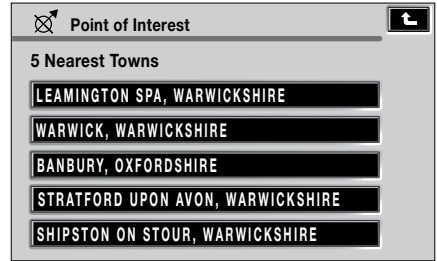 Point of Interest
5 Nearest Towns
LEAMINGTON SPA, WARWICKSHIRE
WARWICK, WARWICKSHIRE
BANBURY, OXFORDSHIRE
STRATFORD UPON AVON, WARWICKSHIRE
SHIPSTON ON STOUR, WARWICKSHIRE